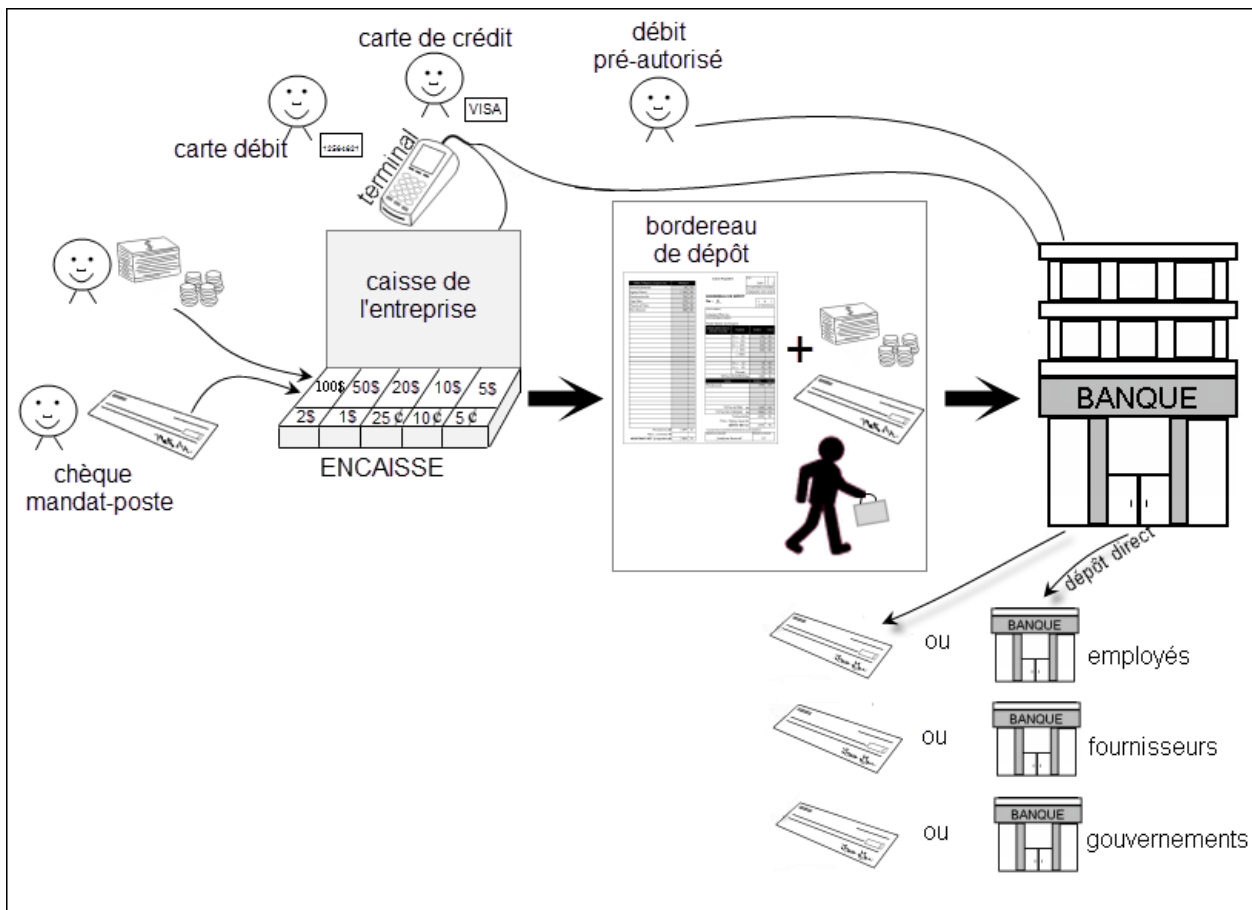 carte de crédit
débit
pré-autorisé
VISA
carte débit
terminal
bordereau
de dépôt
caisse de
l'entreprise
100$ 50$ 20$ 10$ 5$
2$ 1$ 25 ¢ 10 ¢ 5 ¢
ENCAISSE
+
BANQUE
chèque
mandat-poste
dépôt direct
ou
BANQUE
employés
ou
BANQUE
fournisseurs
ou
BANQUE
gouvernements